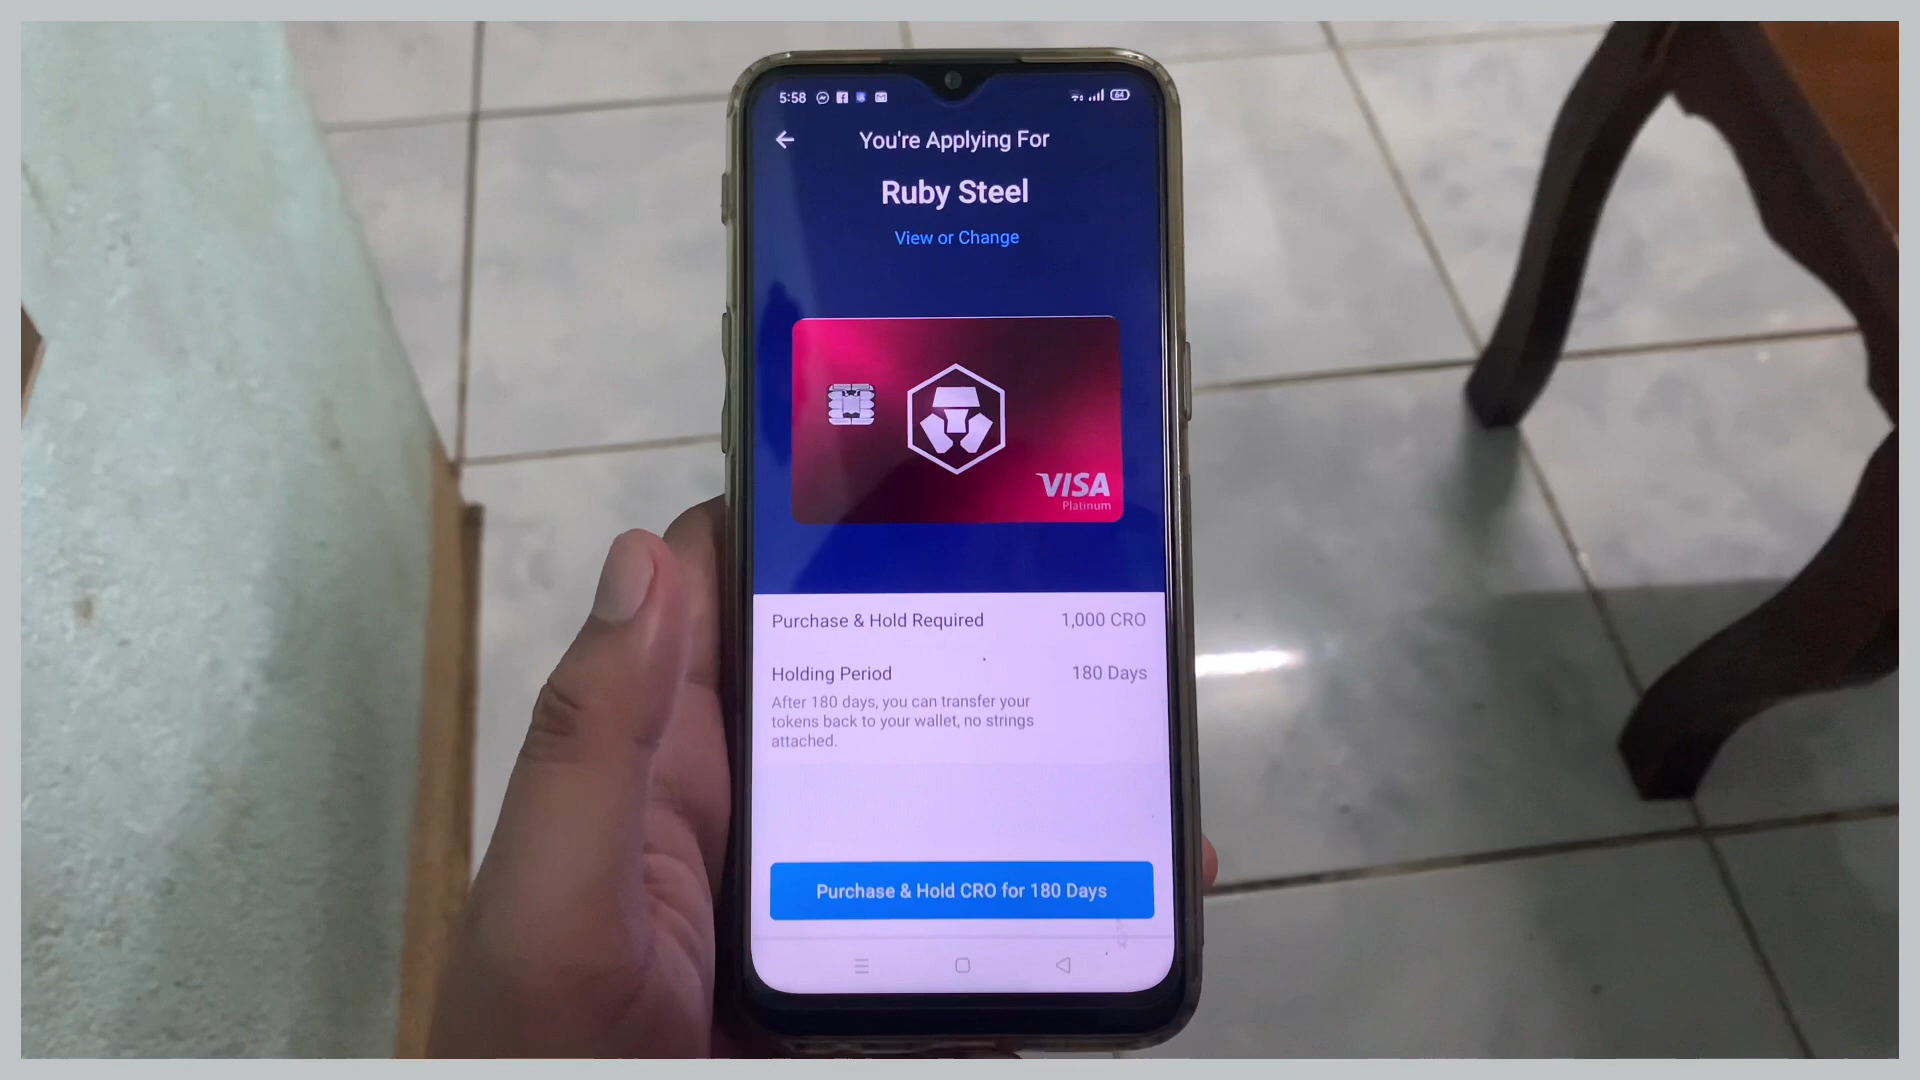 5:58
64
You're Applying For
Ruby Steel
View or Change
VISA
Platinum
Purchase & Hold Required 1,000 CRO
Holding Period 180 Days
After 180 days, you can transfer your
tokens back to your wallet, no strings
attached.
Purchase & Hold CRO for 180 Days